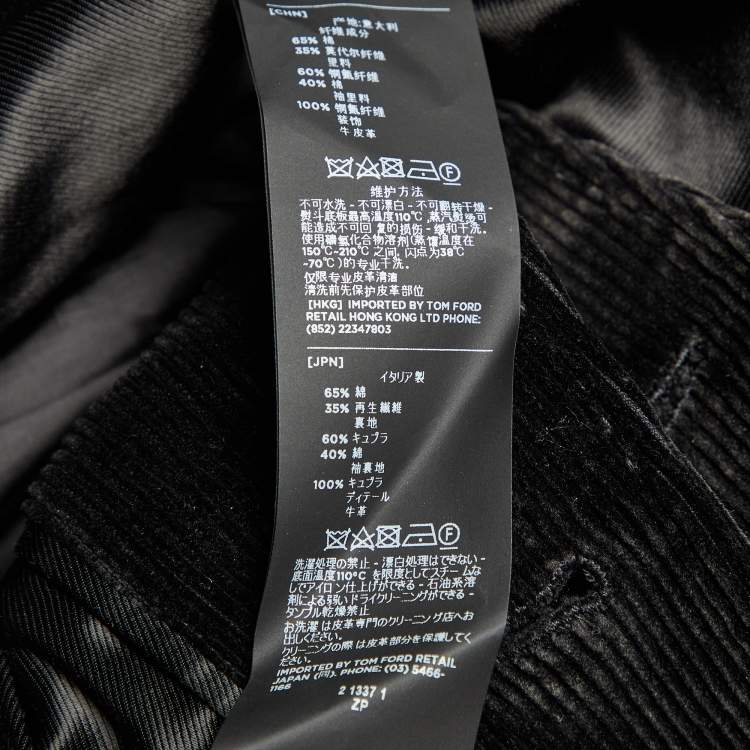 [CHN]
产地:意大利
纤维成分
65% 棉
35% 莫代尔纤维
里料
60% 铜氨纤维
40% 棉
袖里料
100% 铜氨纤维
装饰
牛皮革
维护方法
不可水洗 - 不可漂白 - 不可翻转干燥 -
熨斗底板最高温度110℃,蒸汽熨烫可
能造成不可回 复的损伤 - 缓和干洗。
使用碘氢化合物溶剂(蒸馏温度在
150℃-210℃ 之间, 闪点为38℃
-70℃ )的专业干洗。
仅限专业皮革清洁
清洗前先保护皮革部位
[HKG] IMPORTED BY TOM FORD
RETAIL HONG KONG LTD PHONE:
(852) 22347803
[JPN]
イタリア製
65% 綿
35% 再生繊維
裏地
60% キュプラ
40% 綿
袖裏地
100% キュプラ
ディテール
牛革
洗濯処理の禁止 - 漂白処理はできない -
底面温度110℃ を限度としてスチームな
しでアイロン仕上げができる - 石油系溶
剤による弱いドライクリーニングができる -
タンブル乾燥禁止
お洗濯 は皮革専門のクリーニング店へお
出しください。
クリーニングの際 は皮革部分を保護してく
ださい。
IMPORTED BY TOM FORD RETAIL
JAPAN (同). PHONE: (03) 5466-
1166
2 1337 1
ZP